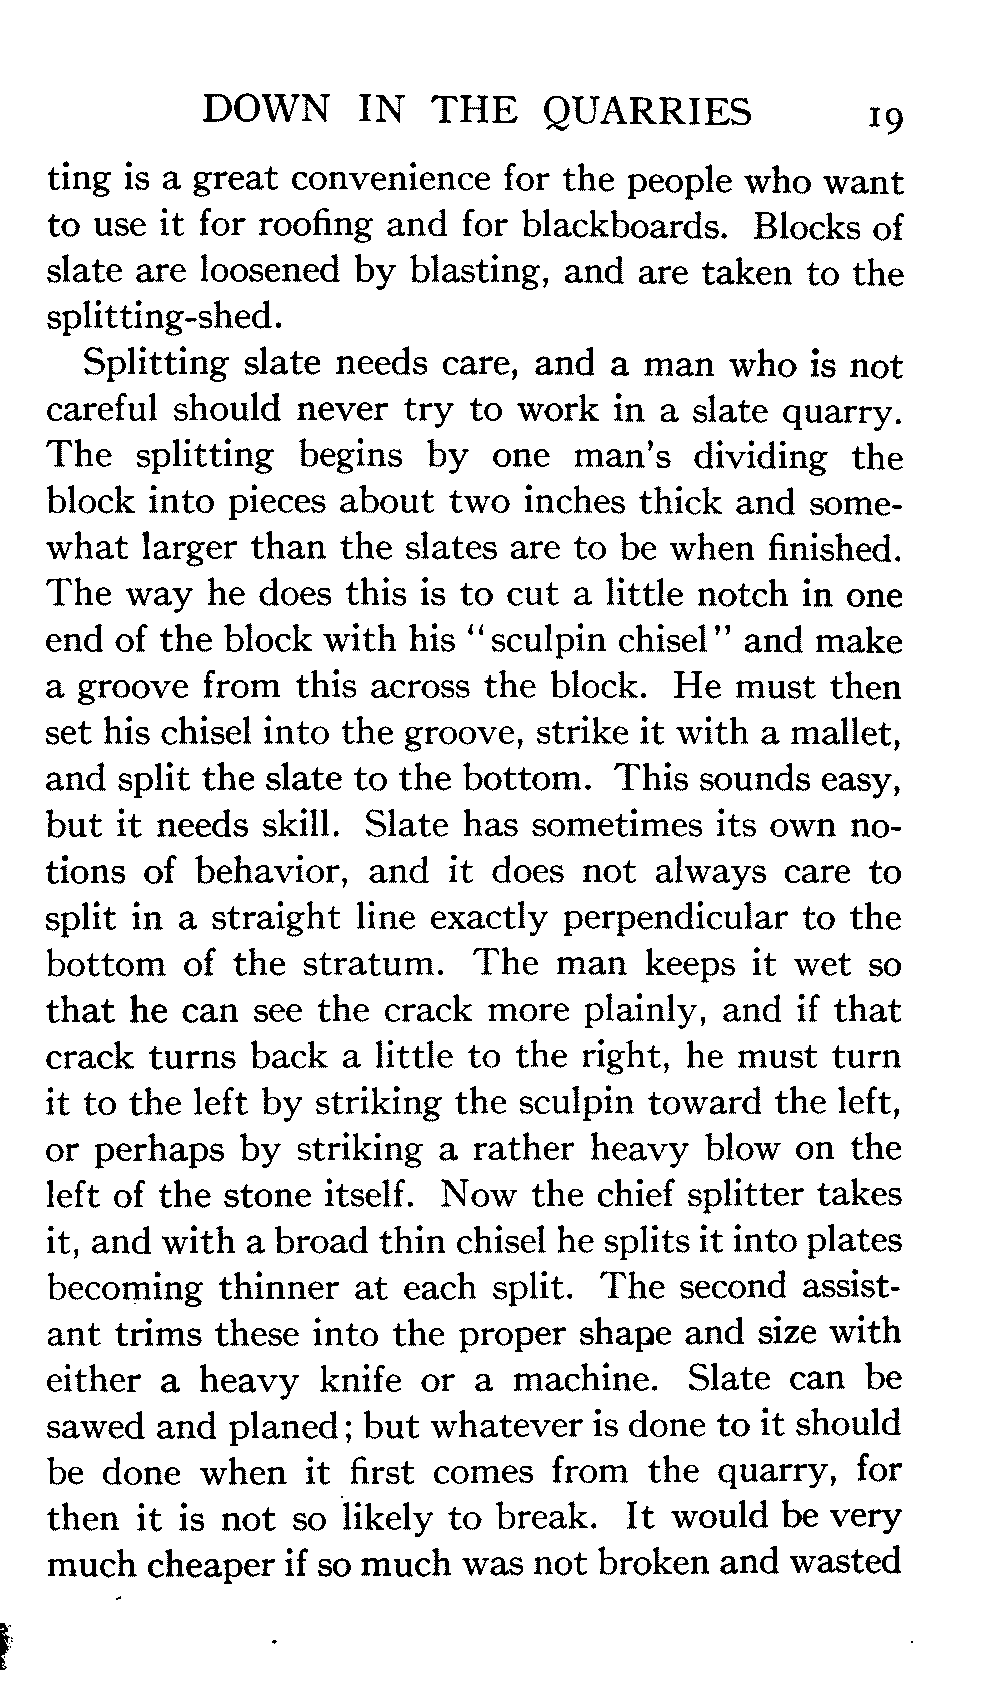 DOWN IN THE QUARRIES 19
ting is a great convenience for the people who want
to use it for roofing and for blackboards. Blocks of
slate are loosened by blasting, and are taken to the
splitting-shed.
Splitting slate needs care, and a man who is not
careful should never try to work in a slate quarry.
The splitting begins by one man's dividing the
block into pieces about two inches thick and some-
what larger than the slates are to be when finished.
The way he does this is to cut a little notch in one
end of the block with his "sculpin chisel" and make
a groove from this across the block. He must then
set his chisel into the groove, strike it with a mallet,
and split the slate to the bottom. This sounds easy,
but it needs skill. Slate has sometimes its own no-
tions of behavior, and it does not always care to
split in a straight line exactly perpendicular to the
bottom of the stratum. The man keeps it wet so
that he can see the crack more plainly, and if that
crack turns back a little to the right, he must turn
it to the left by striking the sculpin toward the left,
or perhaps by striking a rather heavy blow on the
left of the stone itself. Now the chief splitter takes
it, and with a broad thin chisel he splits it into plates
becoming thinner at each split. The second assist-
ant trims these into the proper shape and size with
either a heavy knife or a machine. Slate can be
sawed and planed; but whatever is done to it should
be done when it first comes from the quarry, for
then it is not so likely to break. It would be very
much cheaper if so much was not broken and wasted